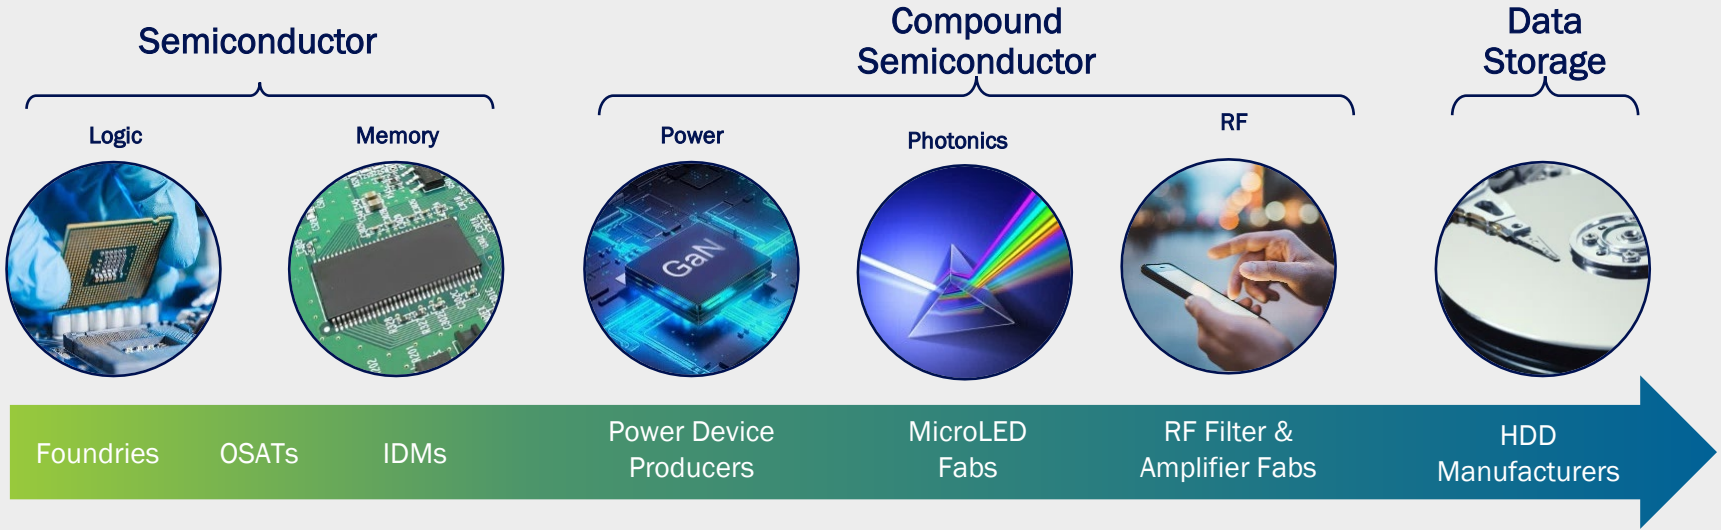 Semiconductor
Compound
Semiconductor
Data
Storage
Logic
Memory
Power
Photonics
RF
GaN
Foundries
OSATs
IDMs
Power Device
Producers
MicroLED
Fabs
RF Filter &
Amplifier Fabs
HDD
Manufacturers